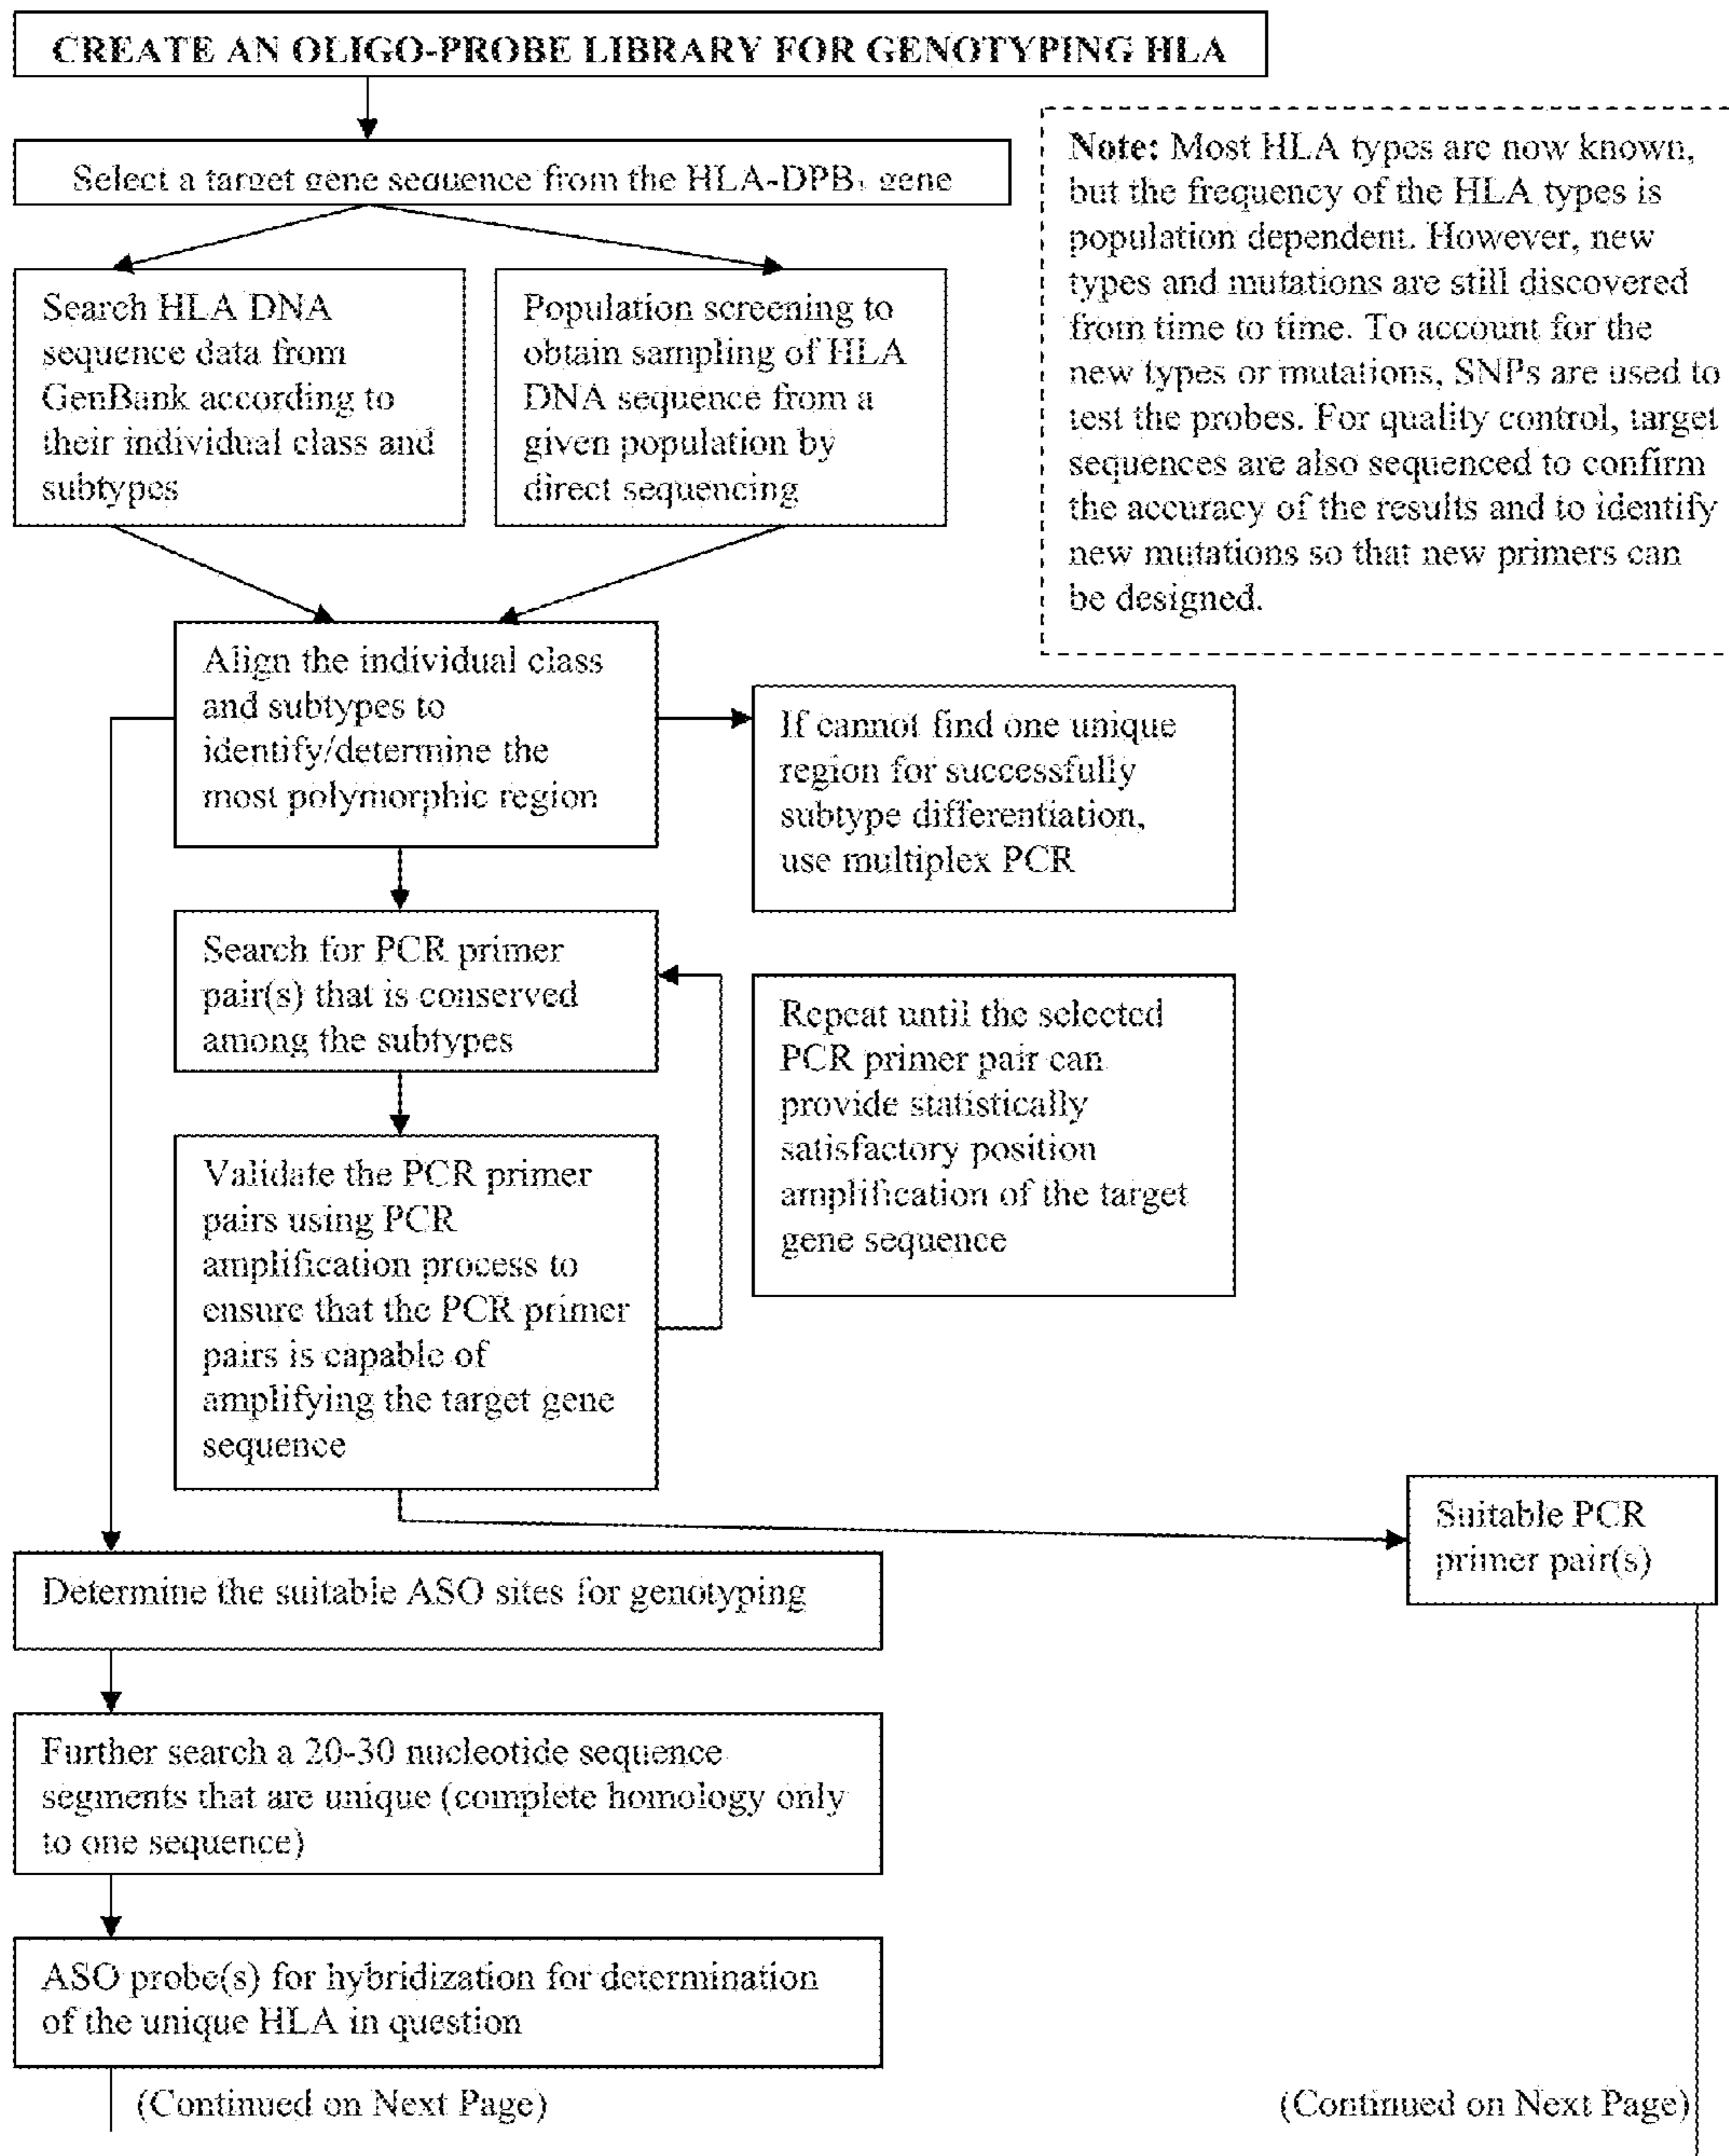 CREATE AN OLIGO-PROBE LIBRARY FOR GENOTYPING HLA
Select a target gene sequence from the HLA-DPB₁ gene
Note: Most HLA types are now known,
but the frequency of the HLA types is
population dependent. However, new
types and mutations are still discovered
from time to time. To account for the
new types or mutations, SNPs are used to
test the probes. For quality control, target
sequences are also sequenced to confirm
the accuracy of the results and to identify
new mutations so that new primers can
be designed.
Search HLA DNA
sequence data from
GenBank according to
their individual class and
subtypes
Population screening to
obtain sampling of HLA
DNA sequence from a
given population by
direct sequencing
Align the individual class
and subtypes to
identify/determine the
most polymorphic region
If cannot find one unique
region for successfully
subtype differentiation,
use multiplex PCR
Search for PCR primer
pair(s) that is conserved
among the subtypes
Repeat until the selected
PCR primer pair can
provide statistically
satisfactory position
amplification of the target
gene sequence
Validate the PCR primer
pairs using PCR
amplification process to
ensure that the PCR primer
pairs is capable of
amplifying the target gene
sequence
Suitable PCR
primer pair(s)
Determine the suitable ASO sites for genotyping
Further search a 20-30 nucleotide sequence
segments that are unique (complete homology only
to one sequence)
ASO probe(s) for hybridization for determination
of the unique HLA in question
(Continued on Next Page)
(Continued on Next Page)